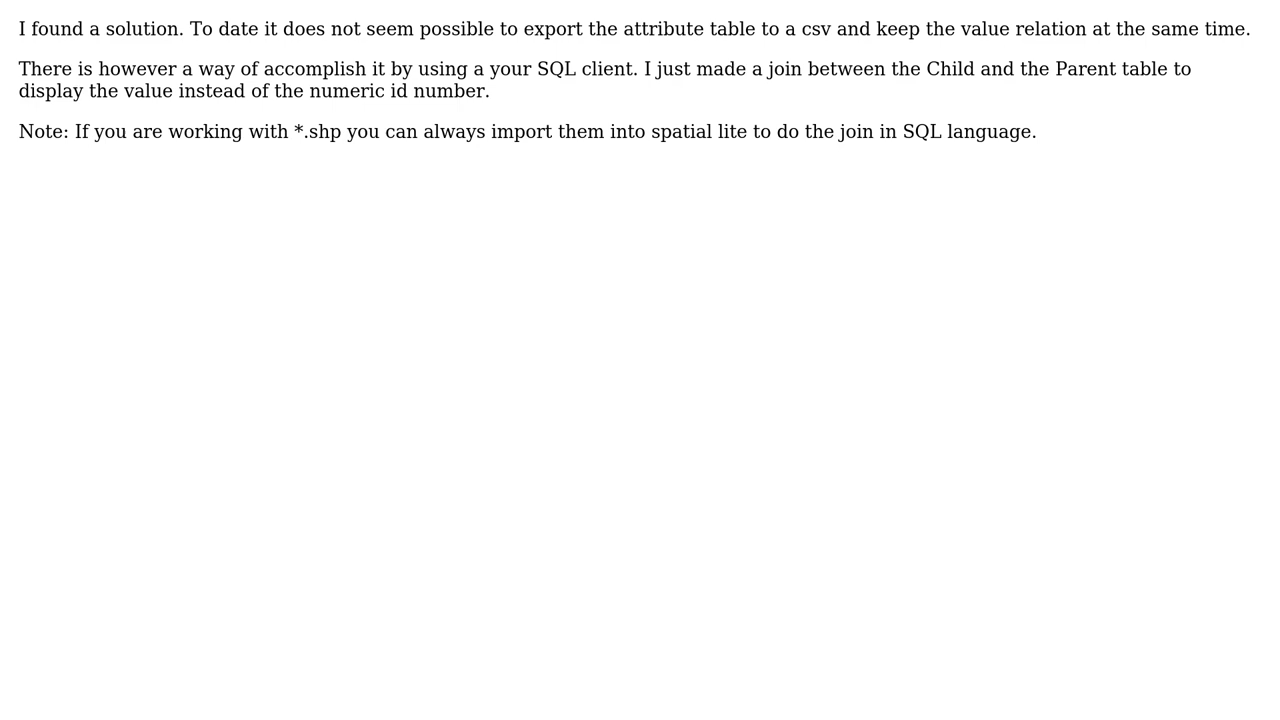 I found a solution. To date it does not seem possible to export the attribute table to a csv and keep the value relation at the same time.
There is however a way of accomplish it by using a your SQL client. I just made a join between the Child and the Parent table to
display the value instead of the numeric id number.
Note: If you are working with *.shp you can always import them into spatial lite to do the join in SQL language.